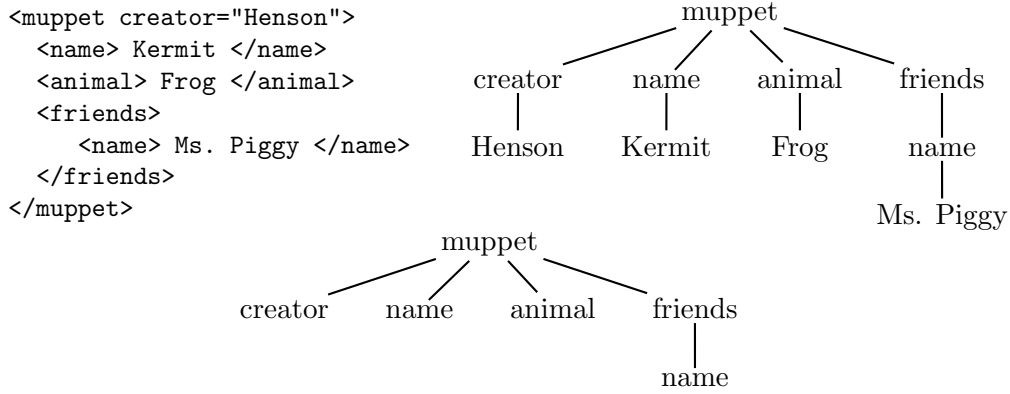 <muppet creator="Henson">
  <name> Kermit </name>
  <animal> Frog </animal>
  <friends>
     <name> Ms. Piggy </name>
  </friends>
</muppet>
muppet
creator name animal friends
Henson Kermit Frog name
Ms. Piggy
muppet
creator name animal friends
name